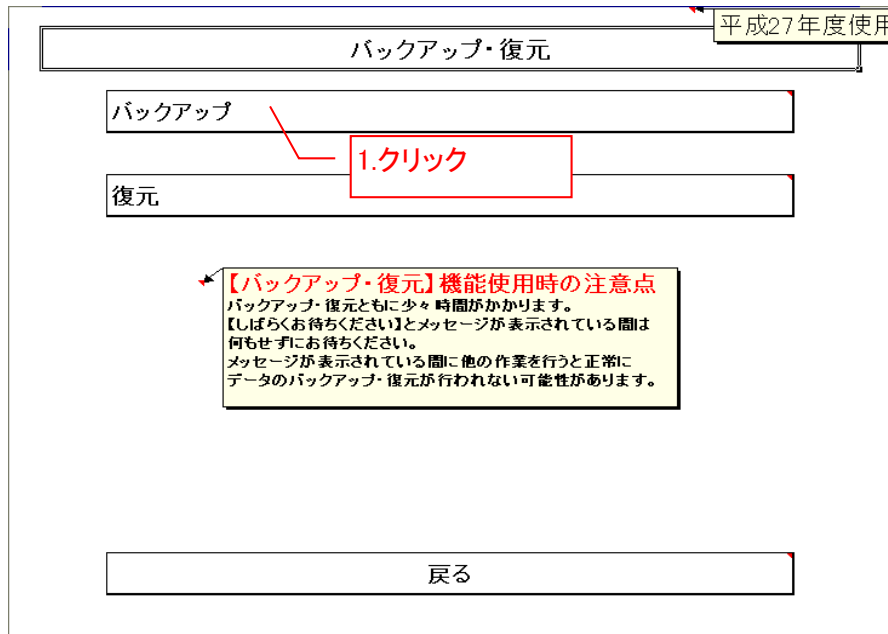 平成27年度使用
バックアップ・復元
バックアップ
1.クリック
復元
【バックアップ・復元】機能使用時の注意点
バックアップ・復元ともに少々時間がかかります。
【しばらくお待ちください】とメッセージが表示されている間は
何もせずにお待ちください。
メッセージが表示されている間に他の作業を行うと正常に
データのバックアップ・復元が行われない可能性があります。
戻る